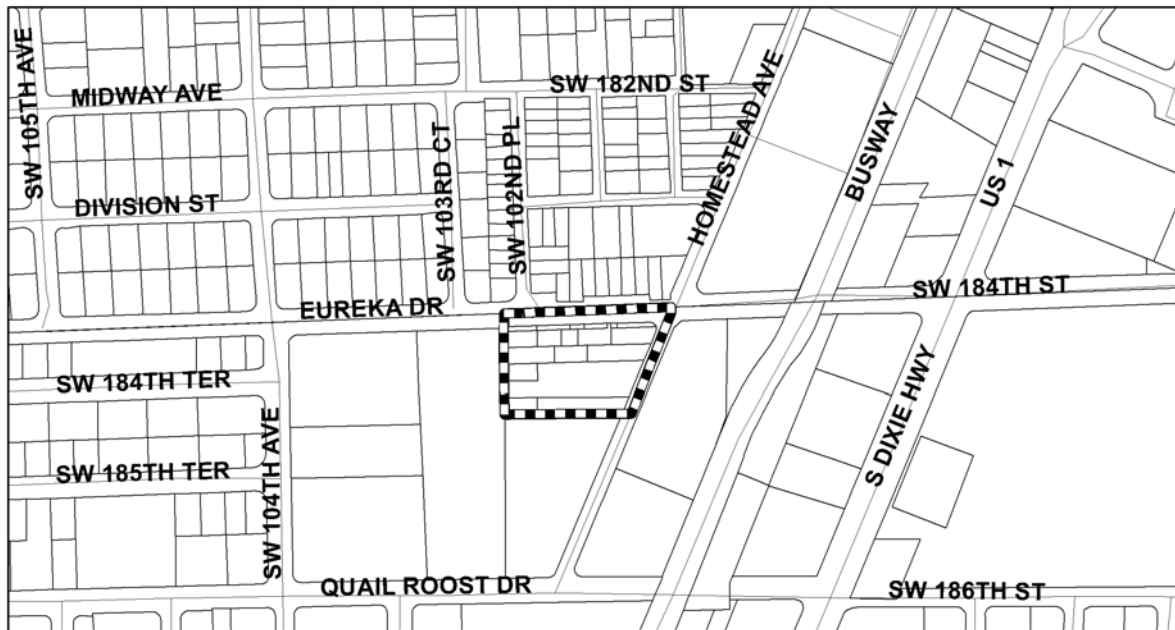 SW 105TH AVE
MIDWAY AVE
SW 182ND ST
HOMESTEAD AVE
BUSWAY
US 1
DIVISION ST
SW 103RD CT
SW 102ND PL
EUREKA DR
SW 184TH ST
SW 184TH TER
SW 185TH TER
SW 104TH AVE
S DIXIE HWY
QUAIL ROOST DR
SW 186TH ST